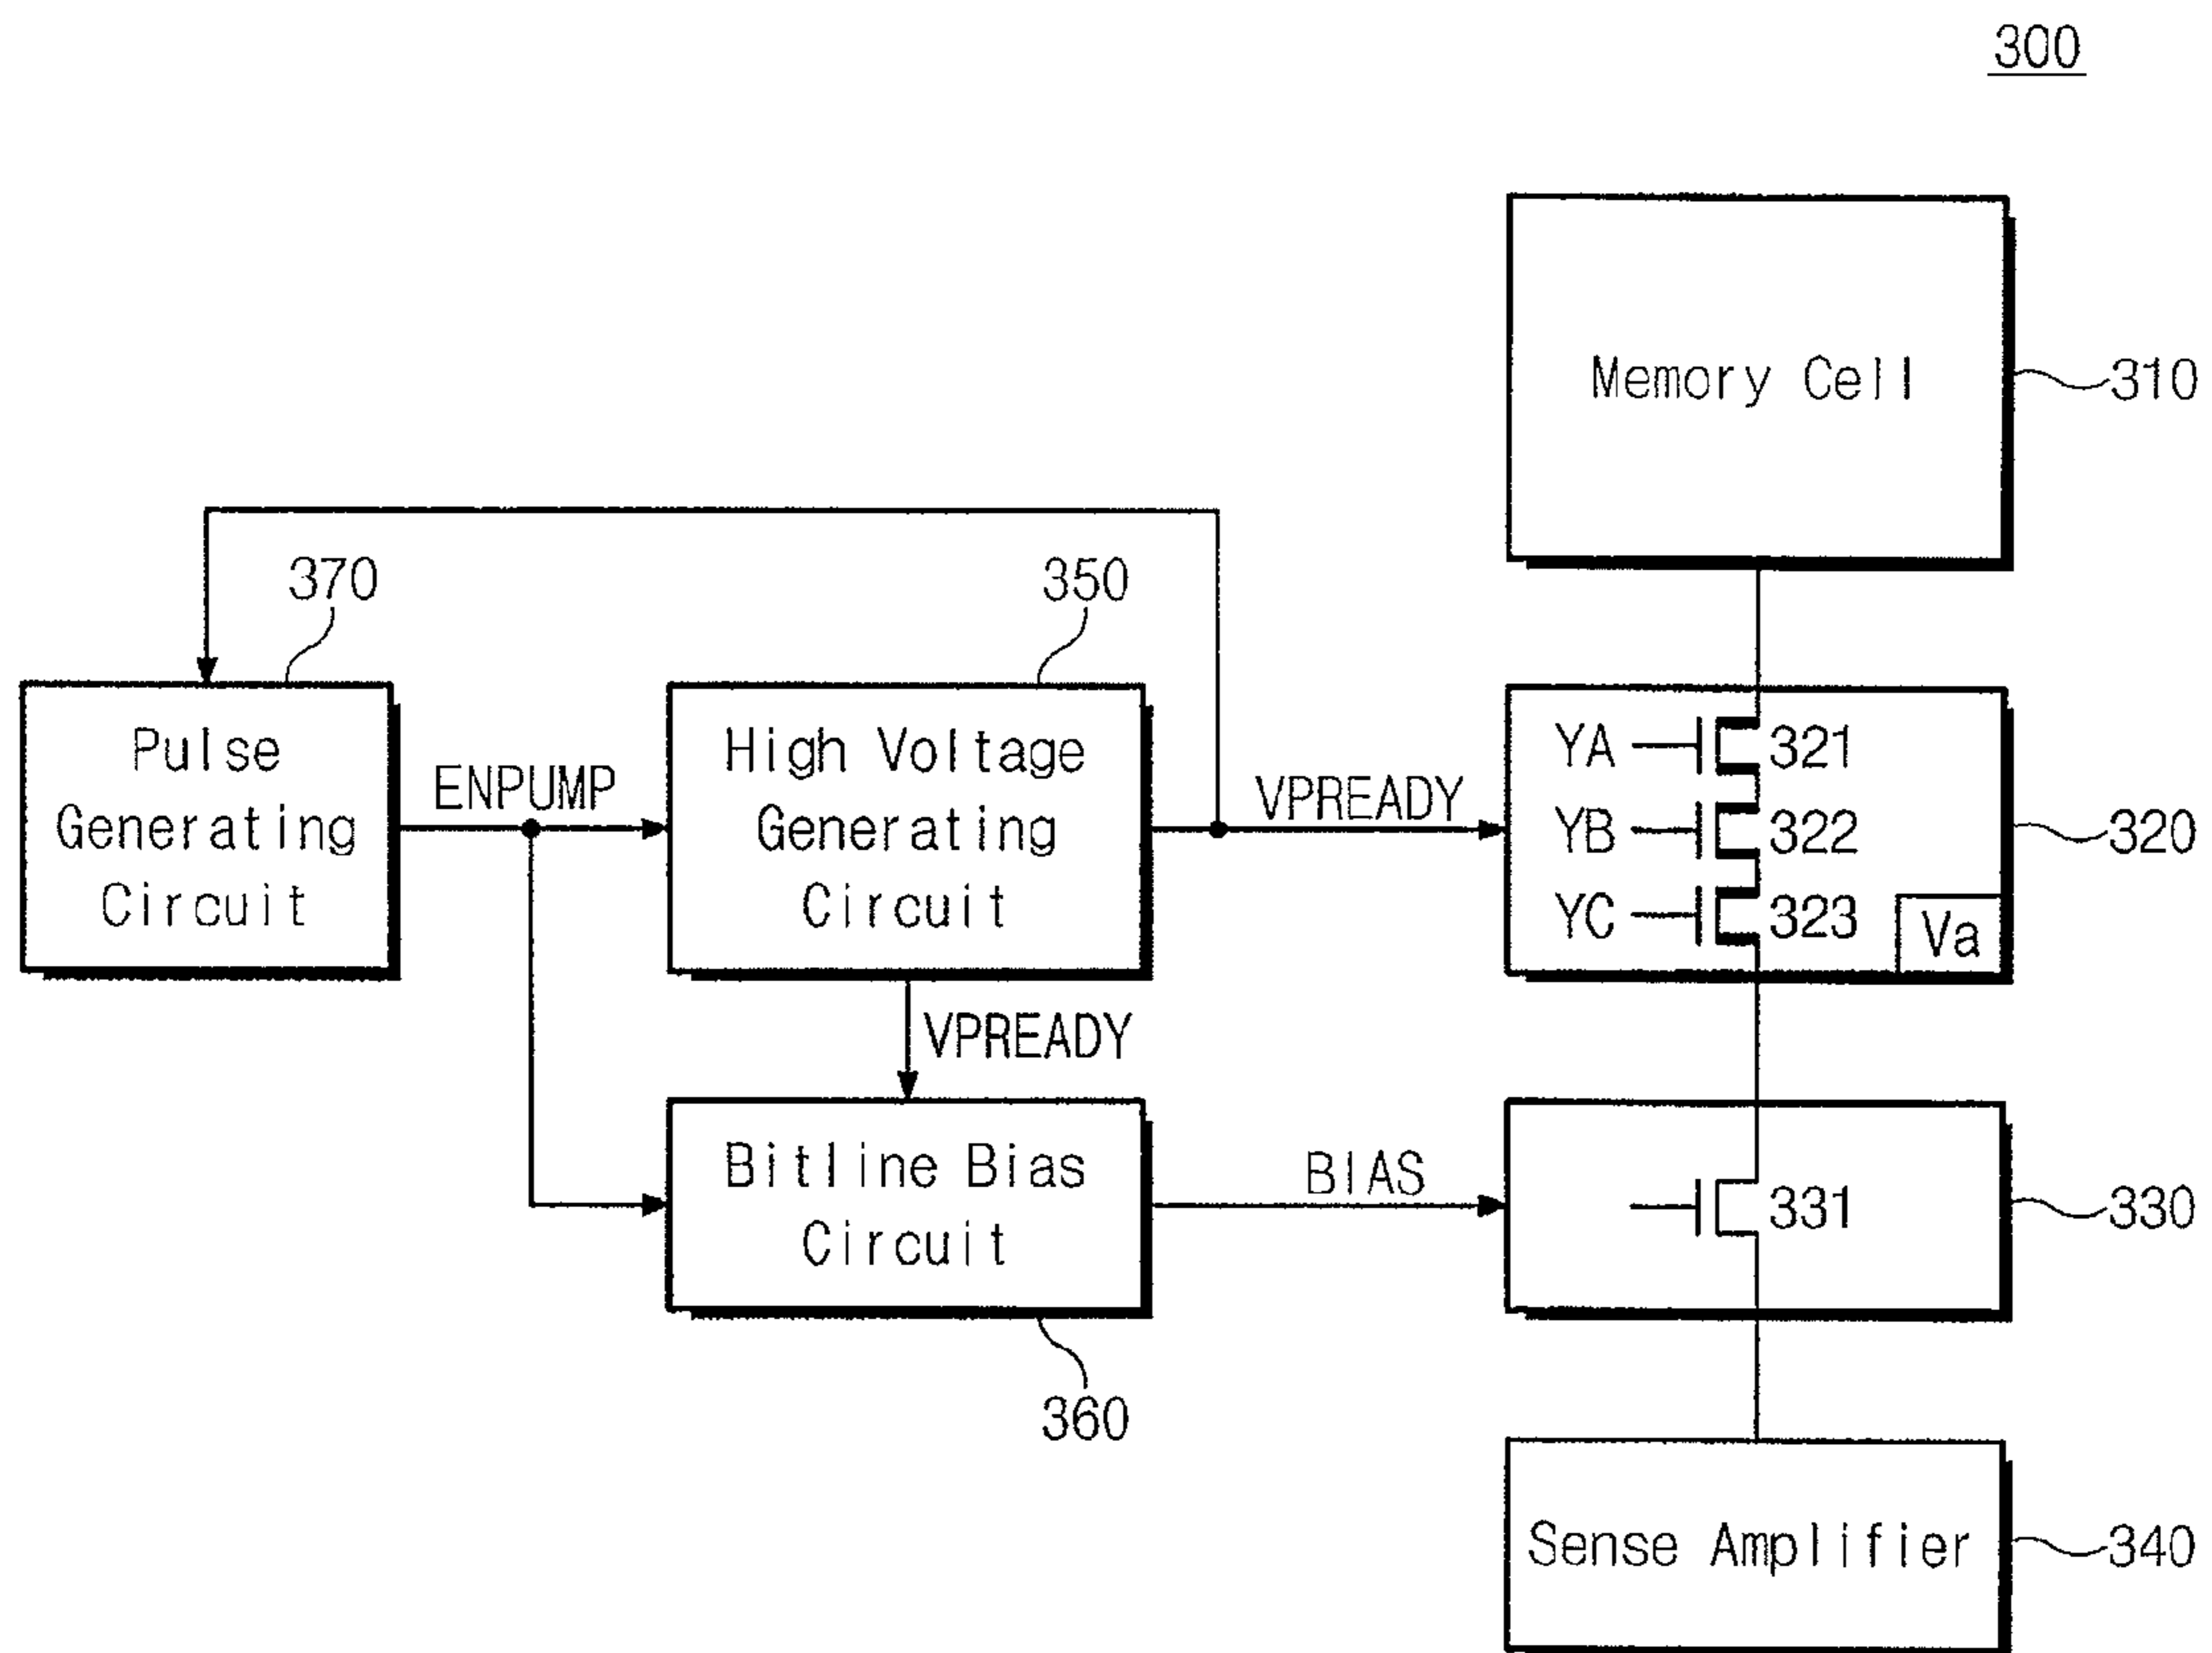 300
Memory Cell
310
370
350
Pulse
Generating
Circuit
ENPUMP
High Voltage
Generating
Circuit
VPREADY
YA
321
YB
322
YC
323
Va
320
VPREADY
Bitline Bias
Circuit
BIAS
331
330
360
Sense Amplifier
340